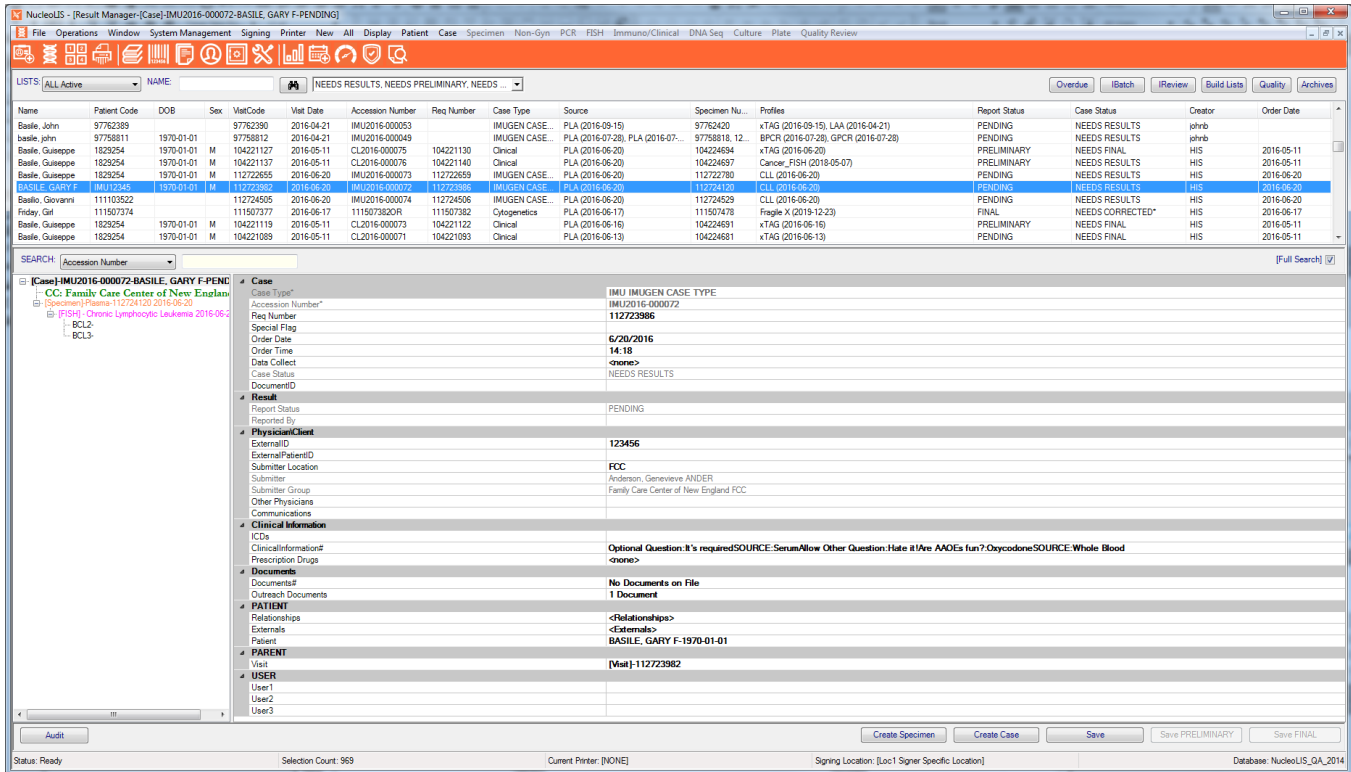 NucleoLIS - [Result Manager-[Case]-IMU2016-000072-BASILE, GARY F-PENDING]
File Operations Window System Management Signing Printer New All Display Patient Case Specimen Non-Gyn PCR FISH Immuno/Clinical DNA Seq Culture Plate Quality Review
LISTS: ALL Active NAME: NEEDS RESULTS, NEEDS PRELIMINARY, NEEDS ... Overdue IBatch IReview Build Lists Quality Archives
Name Patient Code DOB Sex VisitCode Visit Date Accession Number Req Number Case Type Source Specimen Nu... Profiles Report Status Case Status Creator Order Date
Basile, John 97762389 97762390 2016-04-21 IMU2016-000053 IMUGEN CASE... PLA (2016-09-15) 97762420 xTAG (2016-09-15), LAA (2016-04-21) PENDING NEEDS RESULTS johnb
basile, john 97758811 1970-01-01 97758812 2016-04-21 IMU2016-000049 IMUGEN CASE... PLA (2016-07-28), PLA (2016-07-... 97758818, 12... BPCR (2016-07-28), GPCR (2016-07-28) PENDING NEEDS RESULTS johnb
Basile, Guiseppe 1829254 1970-01-01 M 104221127 2016-05-11 CL2016-000075 104221130 Clinical PLA (2016-06-20) 104224694 xTAG (2016-06-20) PRELIMINARY NEEDS FINAL HIS 2016-05-11
Basile, Guiseppe 1829254 1970-01-01 M 104221137 2016-05-11 CL2016-000076 104221140 Clinical PLA (2016-06-20) 104224697 Cancer_FISH (2018-05-07) PRELIMINARY NEEDS RESULTS HIS 2016-05-11
Basile, Guiseppe 1829254 1970-01-01 M 112722655 2016-06-20 IMU2016-000073 112722659 IMUGEN CASE... PLA (2016-06-20) 112722780 CLL (2016-06-20) PENDING NEEDS RESULTS HIS 2016-06-20
BASILE, GARY F IMU12345 1970-01-01 M 112723982 2016-06-20 IMU2016-000072 112723986 IMUGEN CASE... PLA (2016-06-20) 112724120 CLL (2016-06-20) PENDING NEEDS RESULTS HIS 2016-06-20
Basilio, Giovanni 111103522 112724505 2016-06-20 IMU2016-000074 112724506 IMUGEN CASE... PLA (2016-06-20) 112724529 CLL (2016-06-20) PENDING NEEDS RESULTS HIS 2016-06-20
Friday, Girl 111507374 111507377 2016-06-17 111507382OR 111507382 Cytogenetics PLA (2016-06-17) 111507478 Fragile X (2019-12-23) FINAL NEEDS CORRECTED* HIS 2016-06-17
Basile, Guiseppe 1829254 1970-01-01 M 104221119 2016-05-11 CL2016-000073 104221122 Clinical PLA (2016-06-16) 104224691 xTAG (2016-06-16) PRELIMINARY NEEDS FINAL HIS 2016-05-11
Basile, Guiseppe 1829254 1970-01-01 M 104221089 2016-05-11 CL2016-000071 104221093 Clinical PLA (2016-06-13) 104224681 xTAG (2016-06-13) PENDING NEEDS FINAL HIS 2016-05-11
SEARCH: Accession Number [Full Search]
[Case]-IMU2016-000072-BASILE, GARY F-PEND
CC: Family Care Center of New Englan
[Specimen]-Plasma-112724120 2016-06-20
[FISH] - Chronic Lymphocytic Leukemia 2016-06-2
BCL2-
BCL3-
Case
Case Type* IMU IMUGEN CASE TYPE
Accession Number* IMU2016-000072
Req Number 112723986
Special Flag
Order Date 6/20/2016
Order Time 14:18
Data Collect <none>
Case Status NEEDS RESULTS
DocumentID
Result
Report Status PENDING
Reported By
Physician\Client
ExternalID 123456
ExternalPatientID
Submitter Location FCC
Submitter Anderson, Genevieve ANDER
Submitter Group Family Care Center of New England FCC
Other Physicians
Communications
Clinical Information
ICDs
ClinicalInformation# Optional Question:It's requiredSOURCE:SerumAllow Other Question:Hate it!Are AAOEs fun?:OxycodoneSOURCE:Whole Blood
Prescription Drugs <none>
Documents
Documents# No Documents on File
Outreach Documents 1 Document
PATIENT
Relationships <Relationships>
Externals <Externals>
Patient BASILE, GARY F-1970-01-01
PARENT
Visit [Visit]-112723982
USER
User1
User2
User3
Audit Create Specimen Create Case Save Save PRELIMINARY Save FINAL
Status: Ready Selection Count: 969 Current Printer: [NONE] Signing Location: [Loc1 Signer Specific Location] Database: NucleoLIS_QA_2014